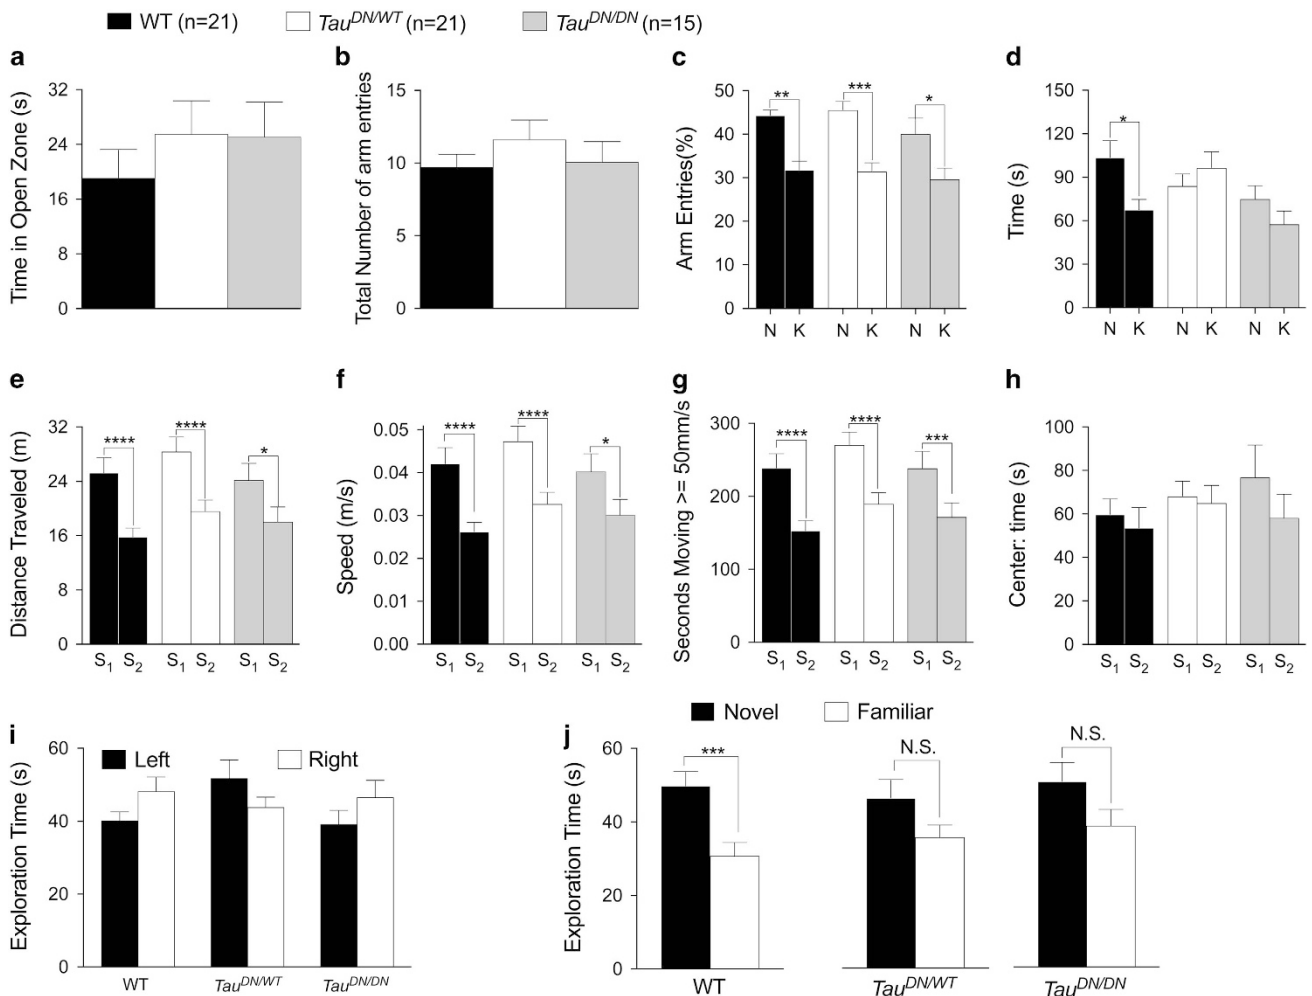 WT (n=21) Tau^DN/WT (n=21) Tau^DN/DN (n=15)
a
Time in Open Zone (s)
32
24
16
8
0
b
Total Number of arm entries
15
10
5
0
c
Arm Entries(%)
50
40
30
20
10
0
** *** *
N K N K N K
d
Time (s)
150
120
90
60
30
0
*
N K N K N K
e
Distance Traveled (m)
32
24
16
8
0
**** **** *
S1 S2 S1 S2 S1 S2
f
Speed (m/s)
0.05
0.04
0.03
0.02
0.01
0.00
**** **** *
S1 S2 S1 S2 S1 S2
g
Seconds Moving >= 50mm/s
300
200
100
0
**** **** ***
S1 S2 S1 S2 S1 S2
h
Center: time (s)
100
80
60
40
20
0
S1 S2 S1 S2 S1 S2
i
Exploration Time (s)
60
40
20
0
Left Right
WT Tau^DN/WT Tau^DN/DN
j
Novel Familiar
Exploration Time (s)
60
40
20
0
*** N.S. N.S.
WT Tau^DN/WT Tau^DN/DN